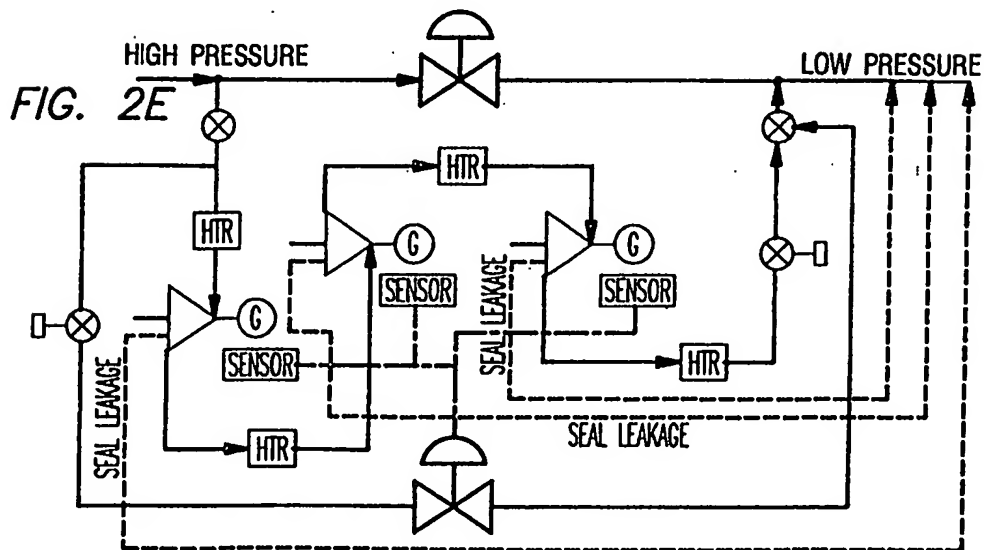 HIGH PRESSURE
LOW PRESSURE
FIG. 2E
HTR
HTR
G
G
G
SENSOR
SENSOR
SENSOR
HTR
HTR
SEAL LEAKAGE
SEAL LEAKAGE
SEAL LEAKAGE